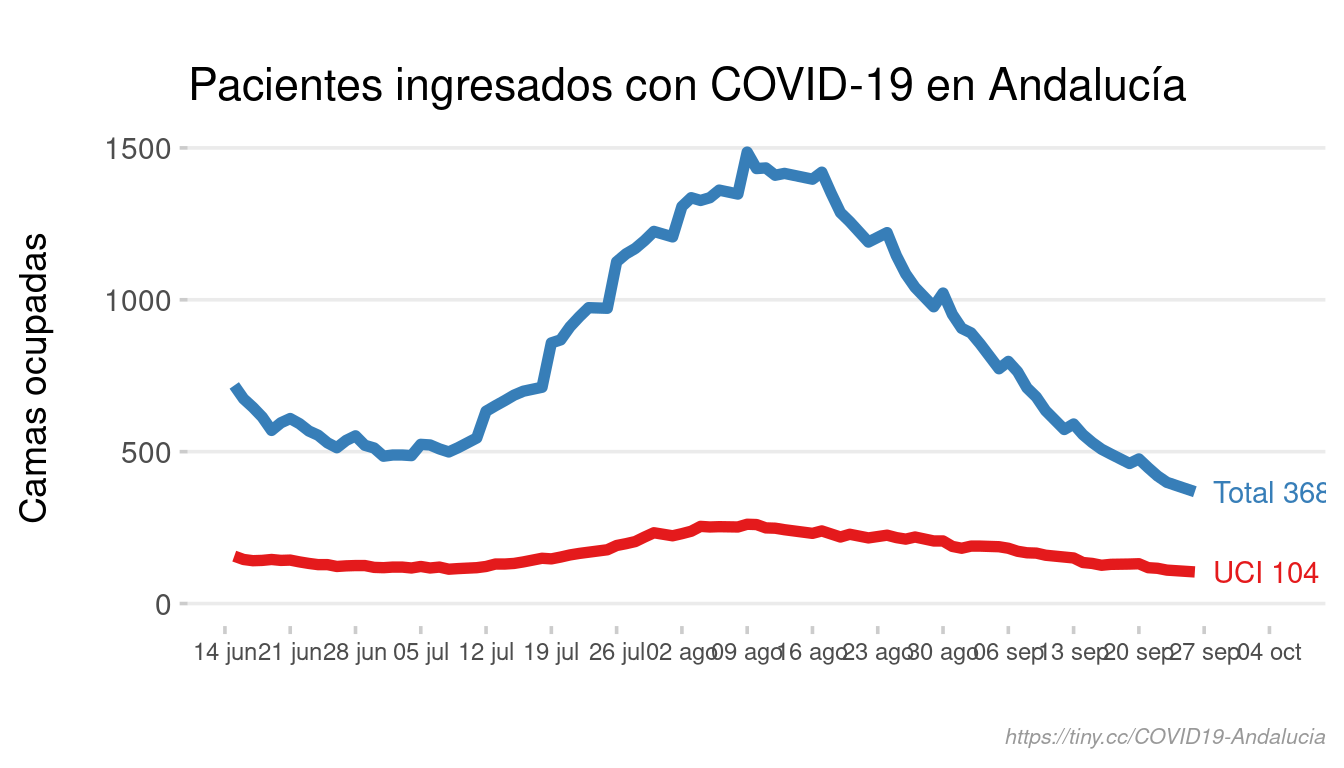 Pacientes ingresados con COVID-19 en Andalucía
Camas ocupadas
1500
1000
500
0
Total 368
UCI 104
14 jun 21 jun 28 jun 05 jul 12 jul 19 jul 26 jul 02 ago 09 ago 16 ago 23 ago 30 ago 06 sep 13 sep 20 sep 27 sep 04 oct
https://tiny.cc/COVID19-Andalucia